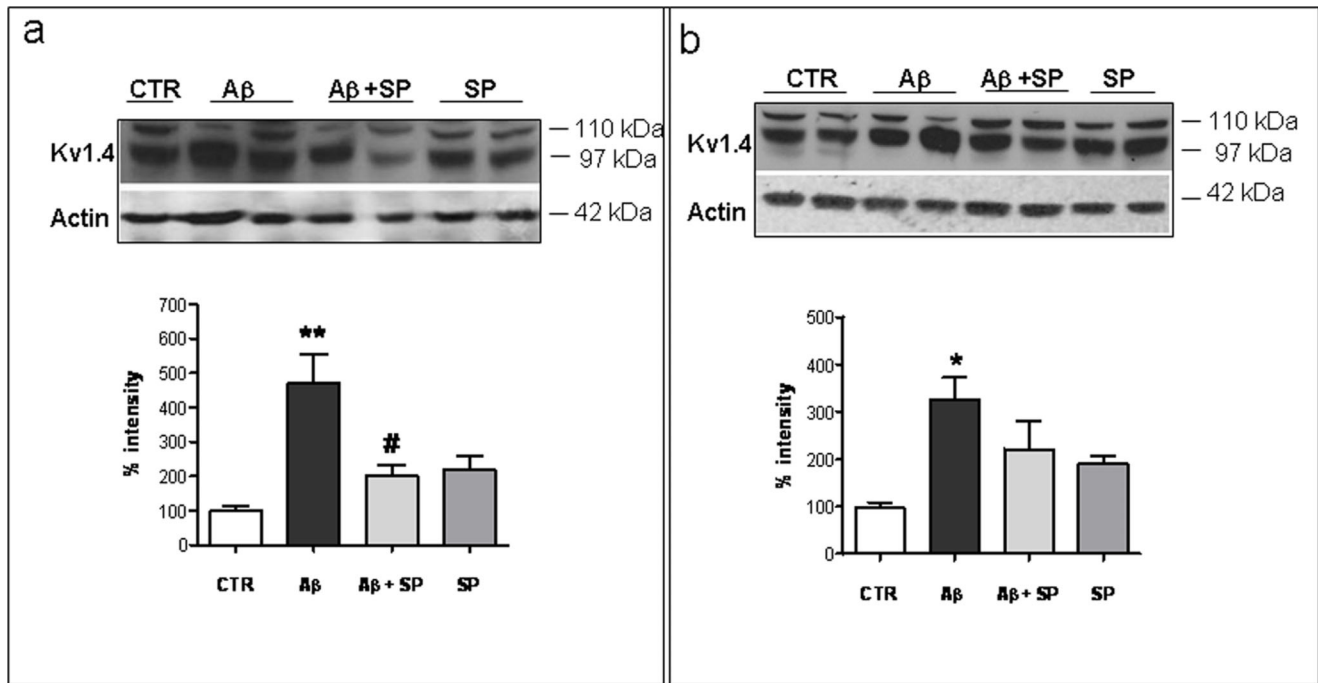 a
CTR Aβ Aβ +SP SP
Kv1.4
110 kDa
97 kDa
Actin
42 kDa
700
600
500
400
300
200
100
0
% intensity
**
#
CTR Aβ Aβ + SP SP
b
CTR Aβ Aβ +SP SP
Kv1.4
110 kDa
97 kDa
Actin
42 kDa
500
400
300
200
100
0
% intensity
*
CTR Aβ Aβ + SP SP